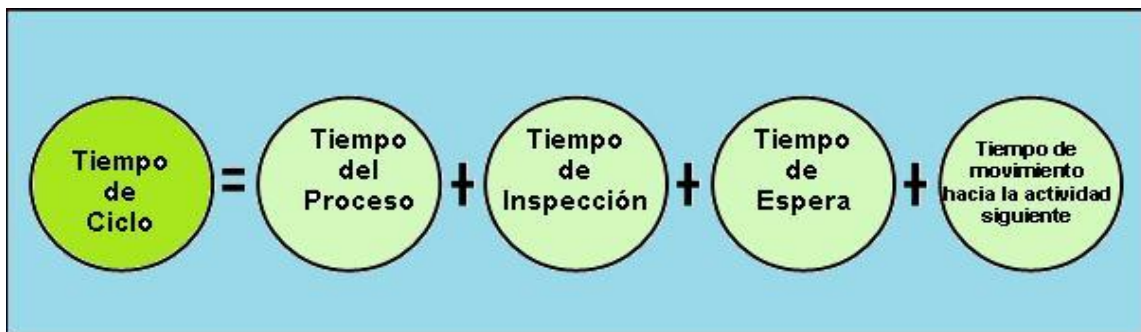 Tiempo
de
Ciclo
=
Tiempo
del
Proceso
+
Tiempo
de
Inspección
+
Tiempo
de
Espera
+
Tiempo de
movimiento
hacia la actividad
siguiente